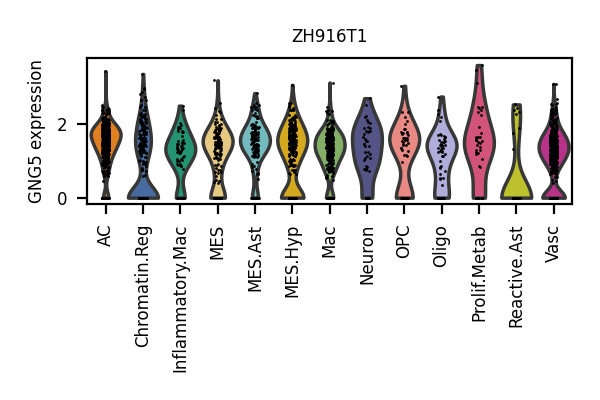 ZH916T1
GNG5 expression
2
0
AC
Chromatin.Reg
Inflammatory.Mac
MES
MES.Ast
MES.Hyp
Mac
Neuron
OPC
Oligo
Prolif.Metab
Reactive.Ast
Vasc